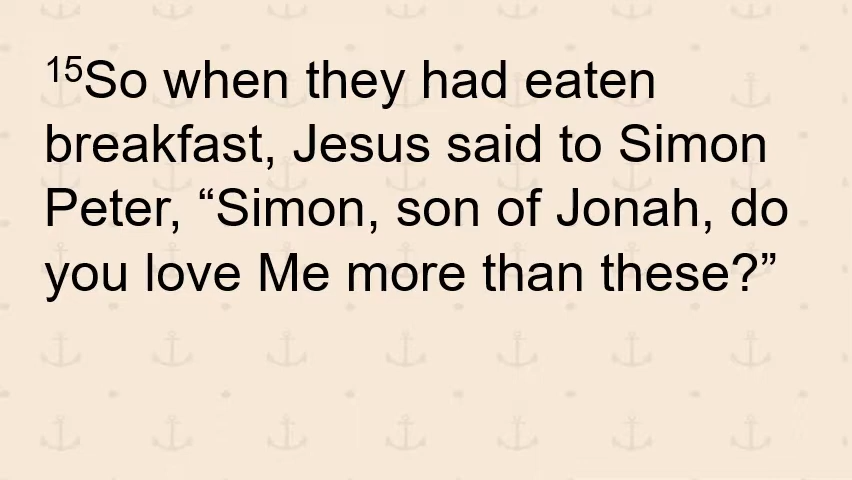 15So when they had eaten
breakfast, Jesus said to Simon
Peter, “Simon, son of Jonah, do
you love Me more than these?”